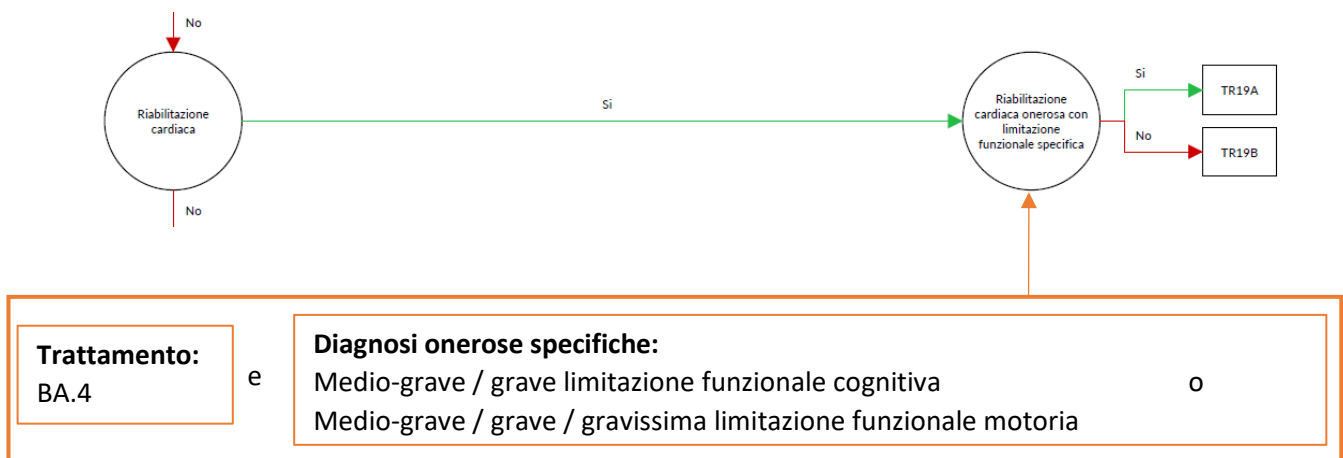 No
Riabilitazione
cardiaca
No
Si
Riabilitazione
cardiaca onerosa con
limitazione
funzionale specifica
Si
No
TR19A
TR19B
Trattamento:
BA.4
e
Diagnosi onerose specifiche:
Medio-grave / grave limitazione funzionale cognitiva o
Medio-grave / grave / gravissima limitazione funzionale motoria